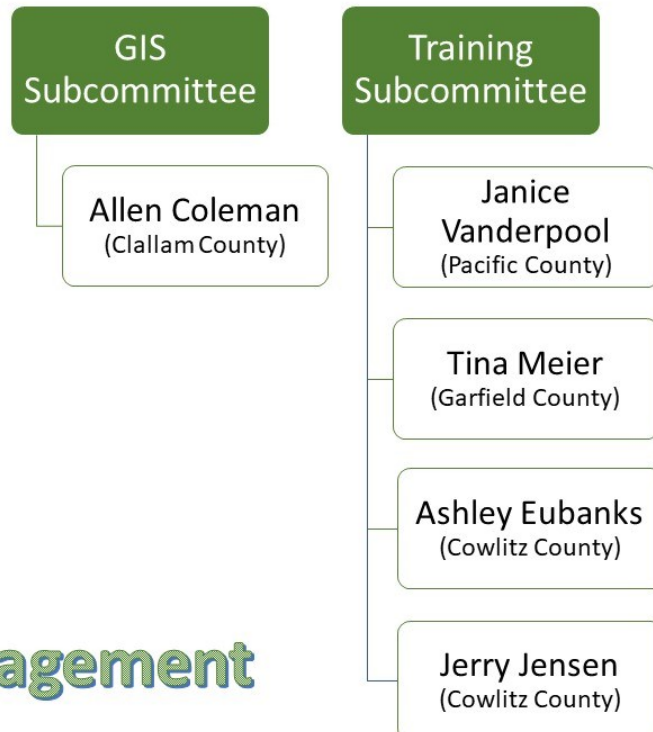 GIS
Subcommittee
Allen Coleman
(Clallam County)
Training
Subcommittee
Janice
Vanderpool
(Pacific County)
Tina Meier
(Garfield County)
Ashley Eubanks
(Cowlitz County)
Jerry Jensen
(Cowlitz County)
agement